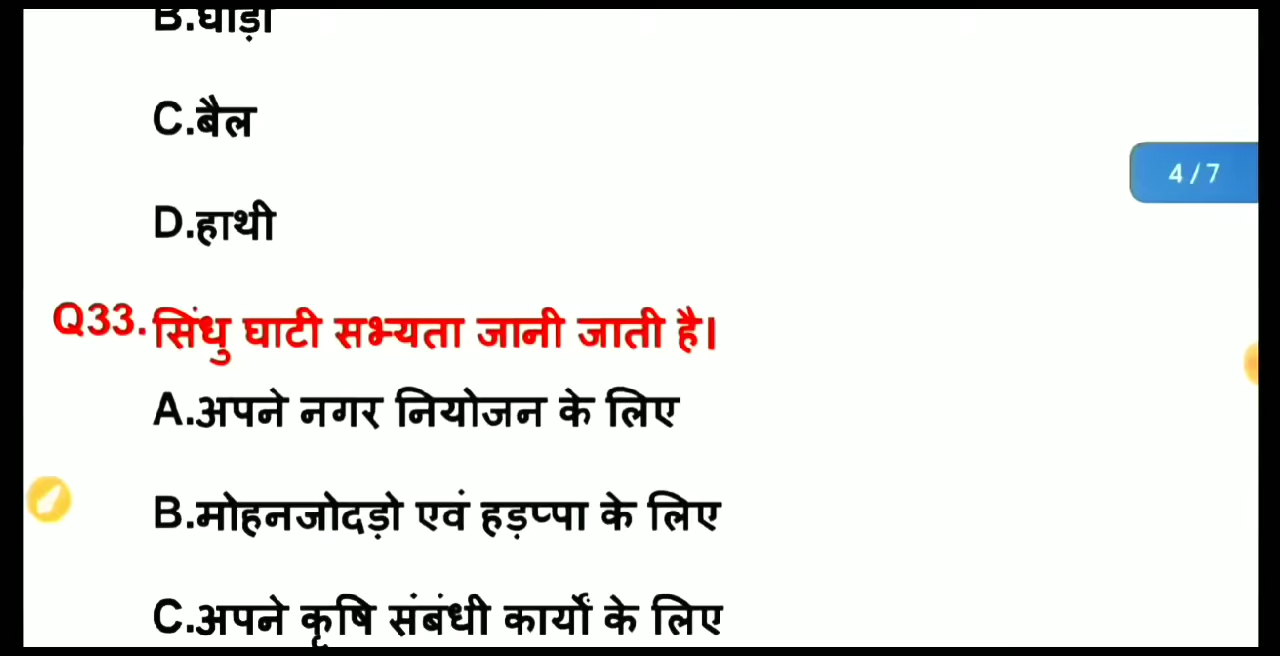 B.घोड़ा
C.बैल
4/7
D.हाथी
Q33. सिंधु घाटी सभ्यता जानी जाती है।
A.अपने नगर नियोजन के लिए
B.मोहनजोदड़ो एवं हड़प्पा के लिए
C.अपने कृषि संबंधी कार्यों के लिए